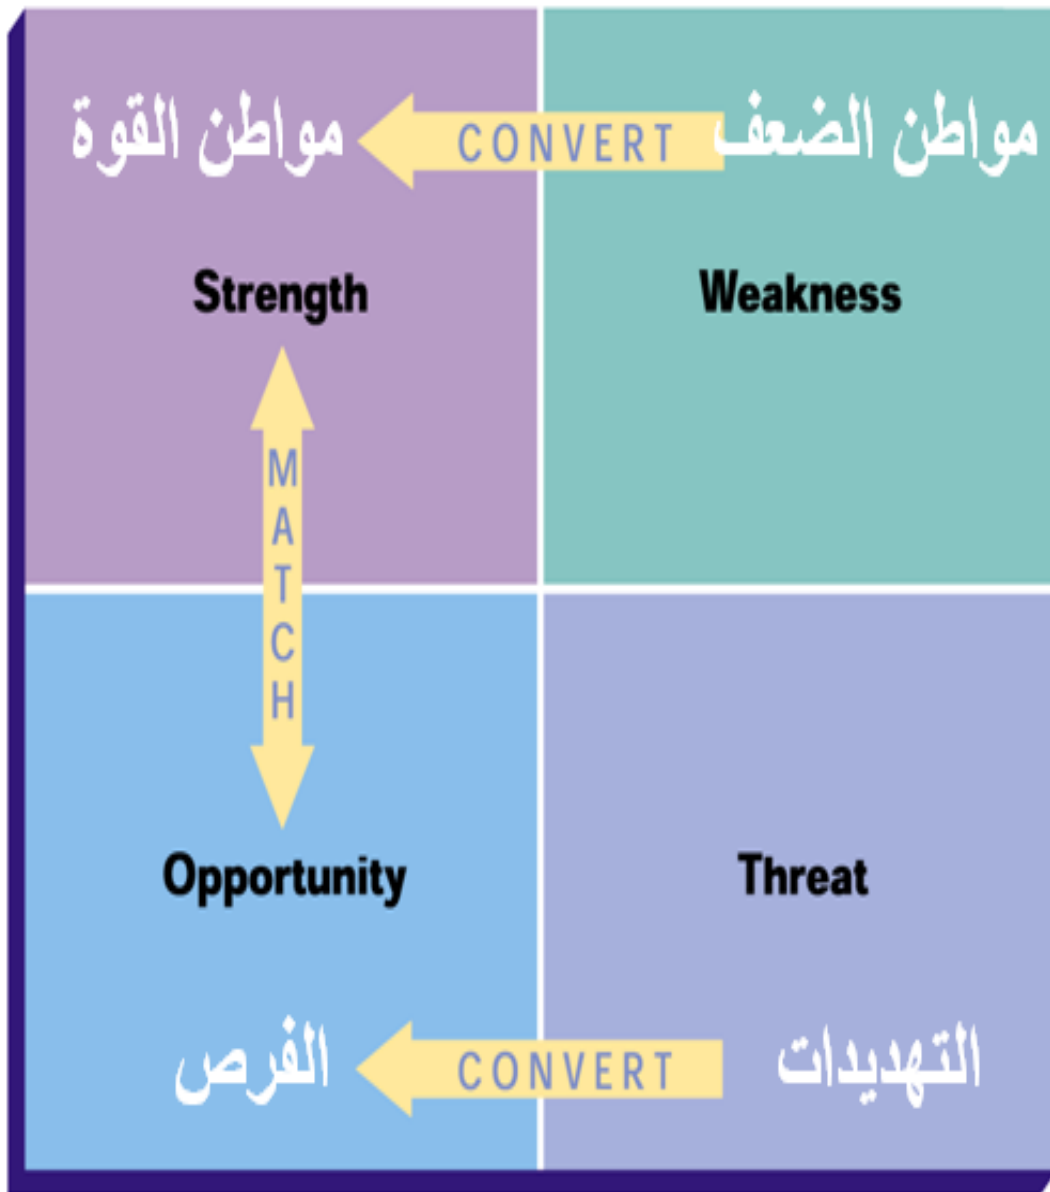 مواطن القوة
CONVERT
مواطن الضعف
Strength
Weakness
MATCH
Opportunity
Threat
الفرص
CONVERT
التهديدات